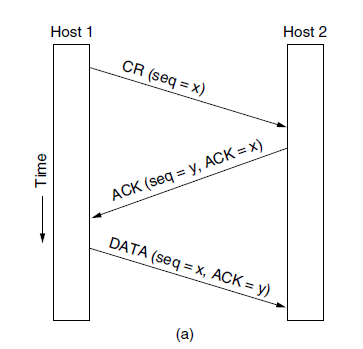 Host 1
Host 2
CR (seq = x)
ACK (seq = y, ACK = x)
Time
DATA (seq = x, ACK = y)
(a)